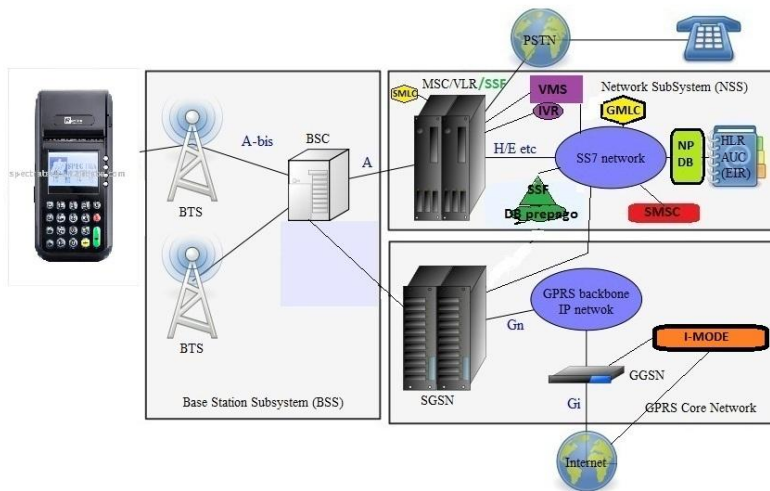 PSTN
MSC/VLR/SSF
SMLC
VMS
IVR
Network SubSystem (NSS)
GMLC
A-bis
BSC
A
H/E etc
SS7 network
NP
DB
HLR
AUC
(EIR)
BTS
SSF
DB prepago
SMSC
GPRS backbone
IP netwok
Gn
I-MODE
BTS
GGSN
SGSN
Gi
Base Station Subsystem (BSS)
GPRS Core Network
Internet